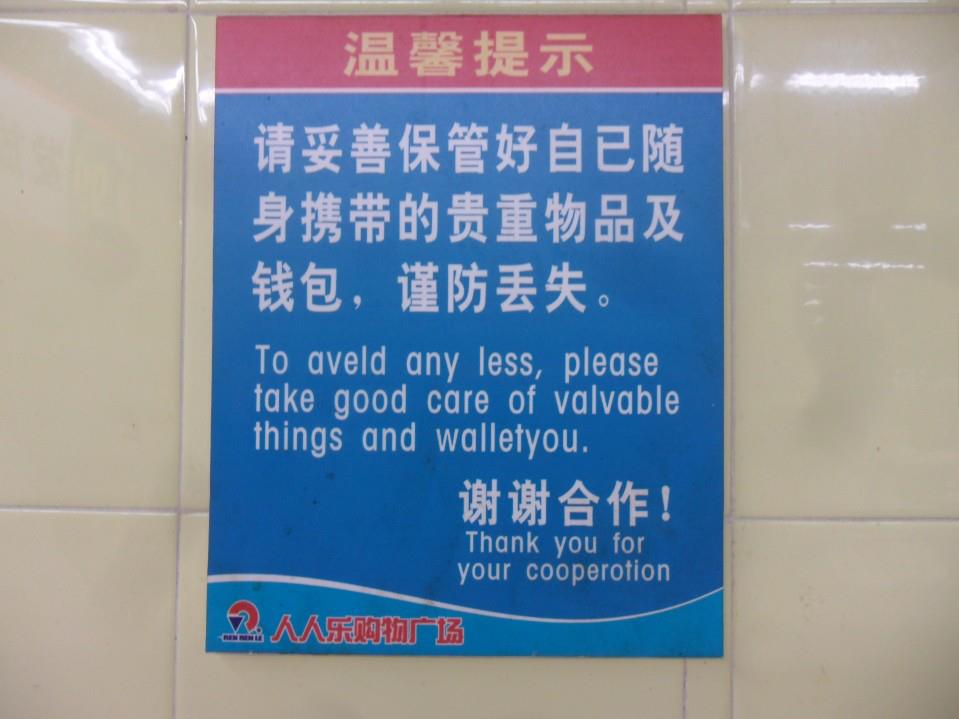 温馨提示
请妥善保管好自已随
身携带的贵重物品及
钱包，谨防丢失。
To aveld any less, please
take good care of valvable
things and walletyou.
谢谢合作！
Thank you for
your cooperotion
REN REN LE
人人乐购物广场